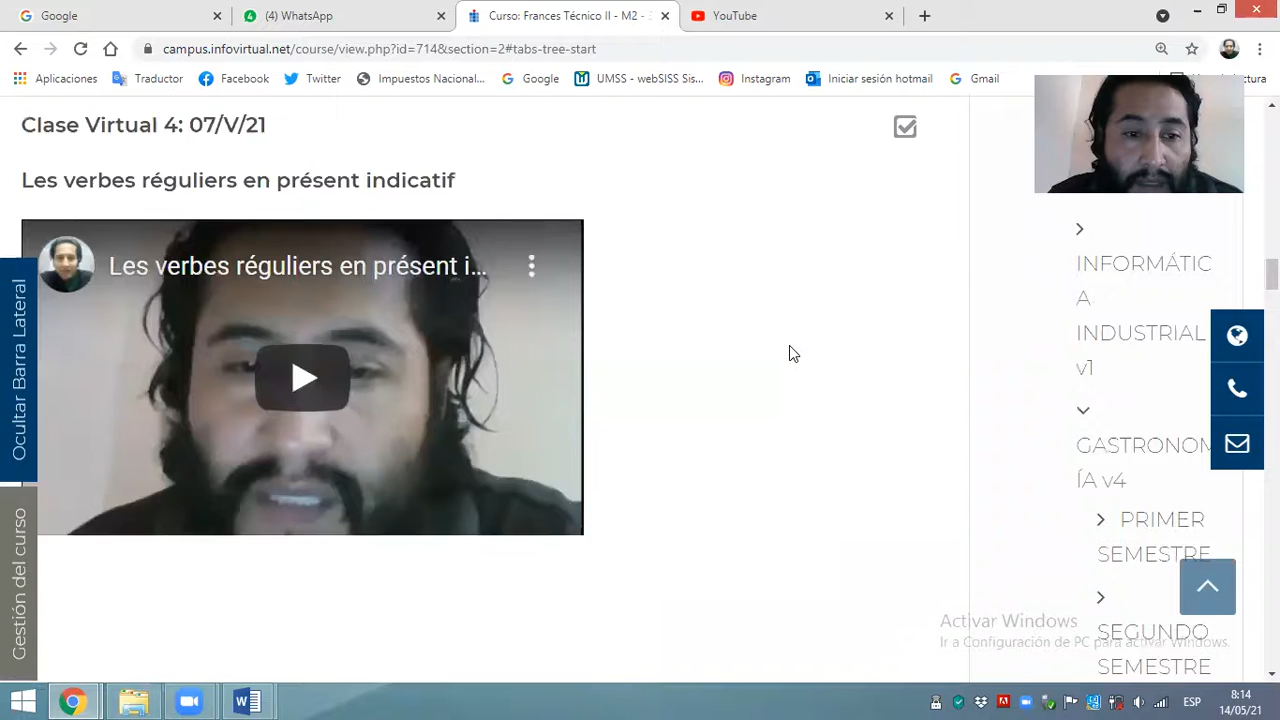 Google
(4) WhatsApp
Curso: Frances Técnico II - M2 -
YouTube
campus.infovirtual.net/course/view.php?id=714&section=2#tabs-tree-start
Aplicaciones
Traductor
Facebook
Twitter
Impuestos Nacional...
Google
UMSS - webSISS Sis...
Instagram
Iniciar sesión hotmail
Gmail
Clase Virtual 4: 07/V/21
Les verbes réguliers en présent indicatif
Les verbes réguliers en présent i...
Ocultar Barra Lateral
Gestión del curso
INFORMÁTIC
A
INDUSTRIAL
v1
GASTRONOM
ÍA v4
PRIMER
SEMESTRE
SEGUNDO
SEMESTRE
Activar Windows
Ir a Configuración de PC para activar Windows.
ESP
8:14
14/05/21